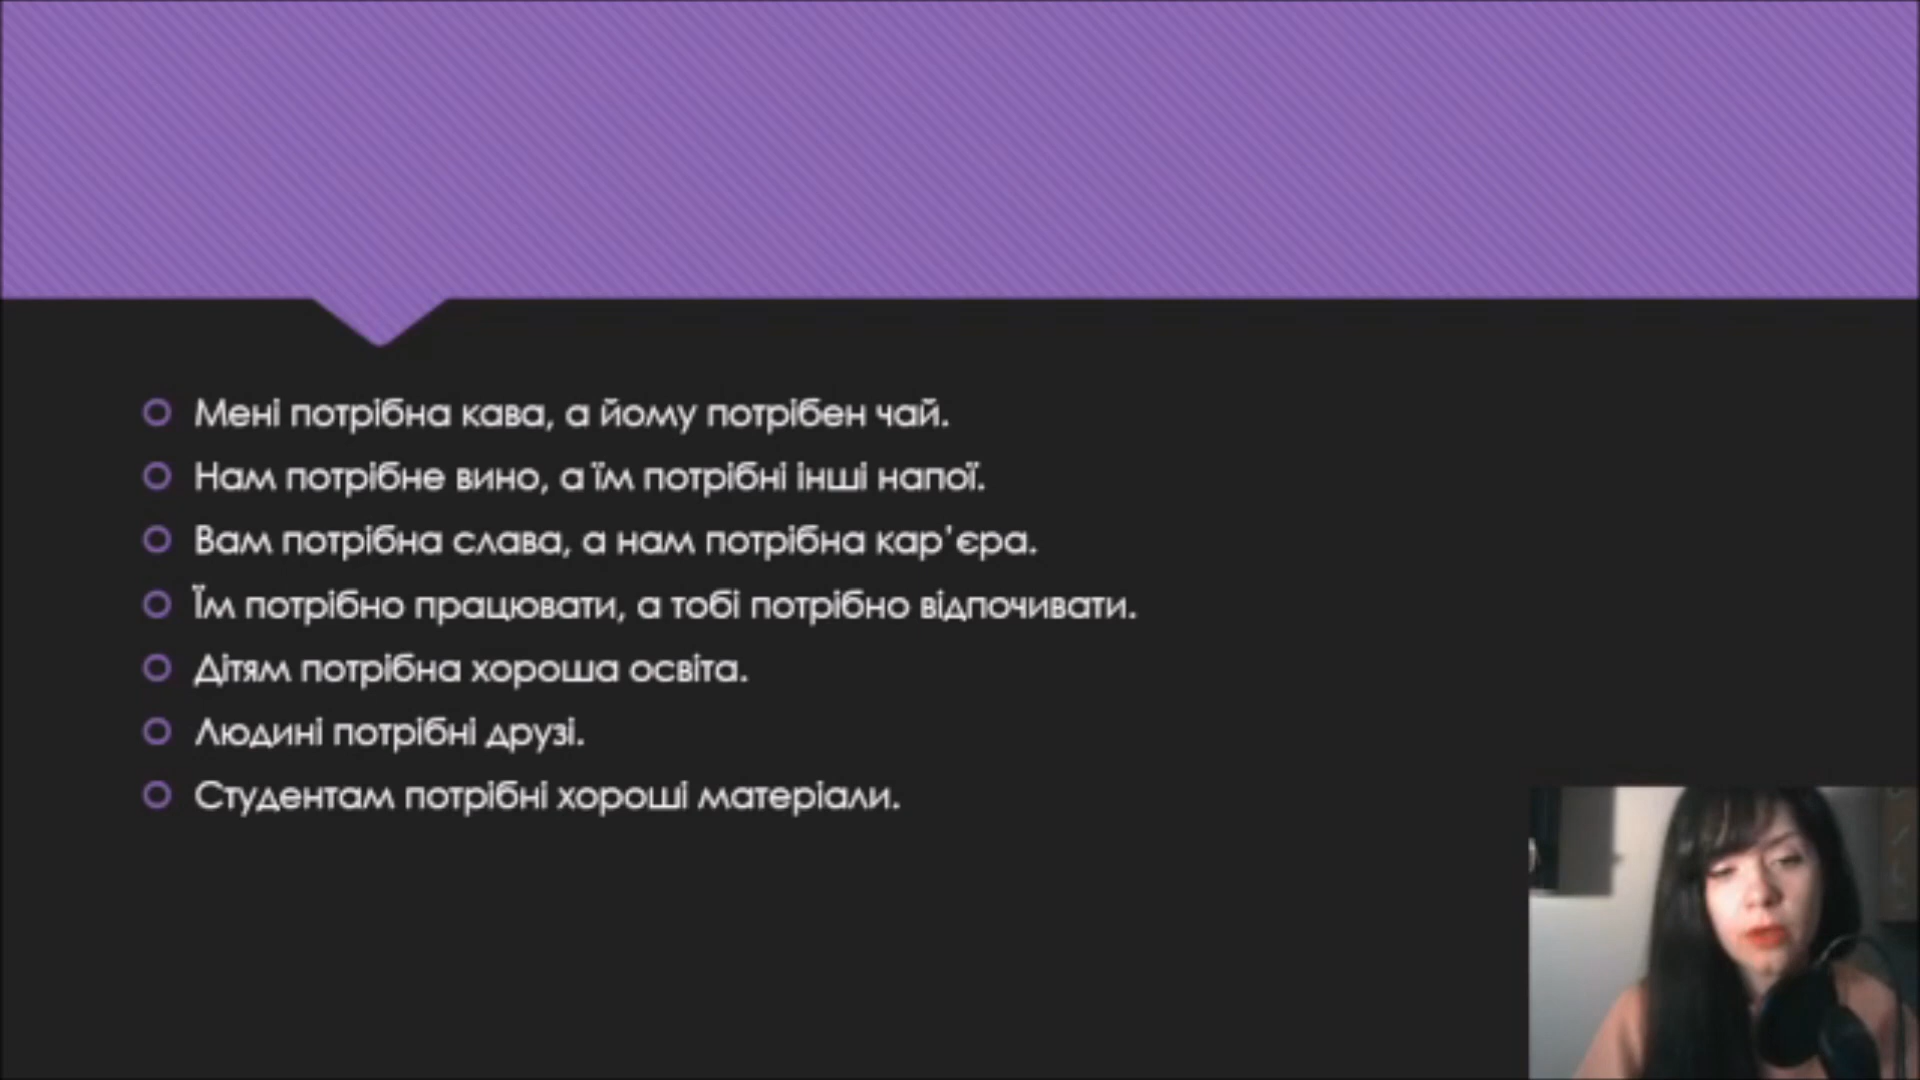 Мені потрібна кава, а йому потрібен чай.
Нам потрібне вино, а їм потрібні інші напої.
Вам потрібна слава, а нам потрібна кар’єра.
Їм потрібно працювати, а тобі потрібно відпочивати.
Дітям потрібна хороша освіта.
Людині потрібні друзі.
Студентам потрібні хороші матеріали.